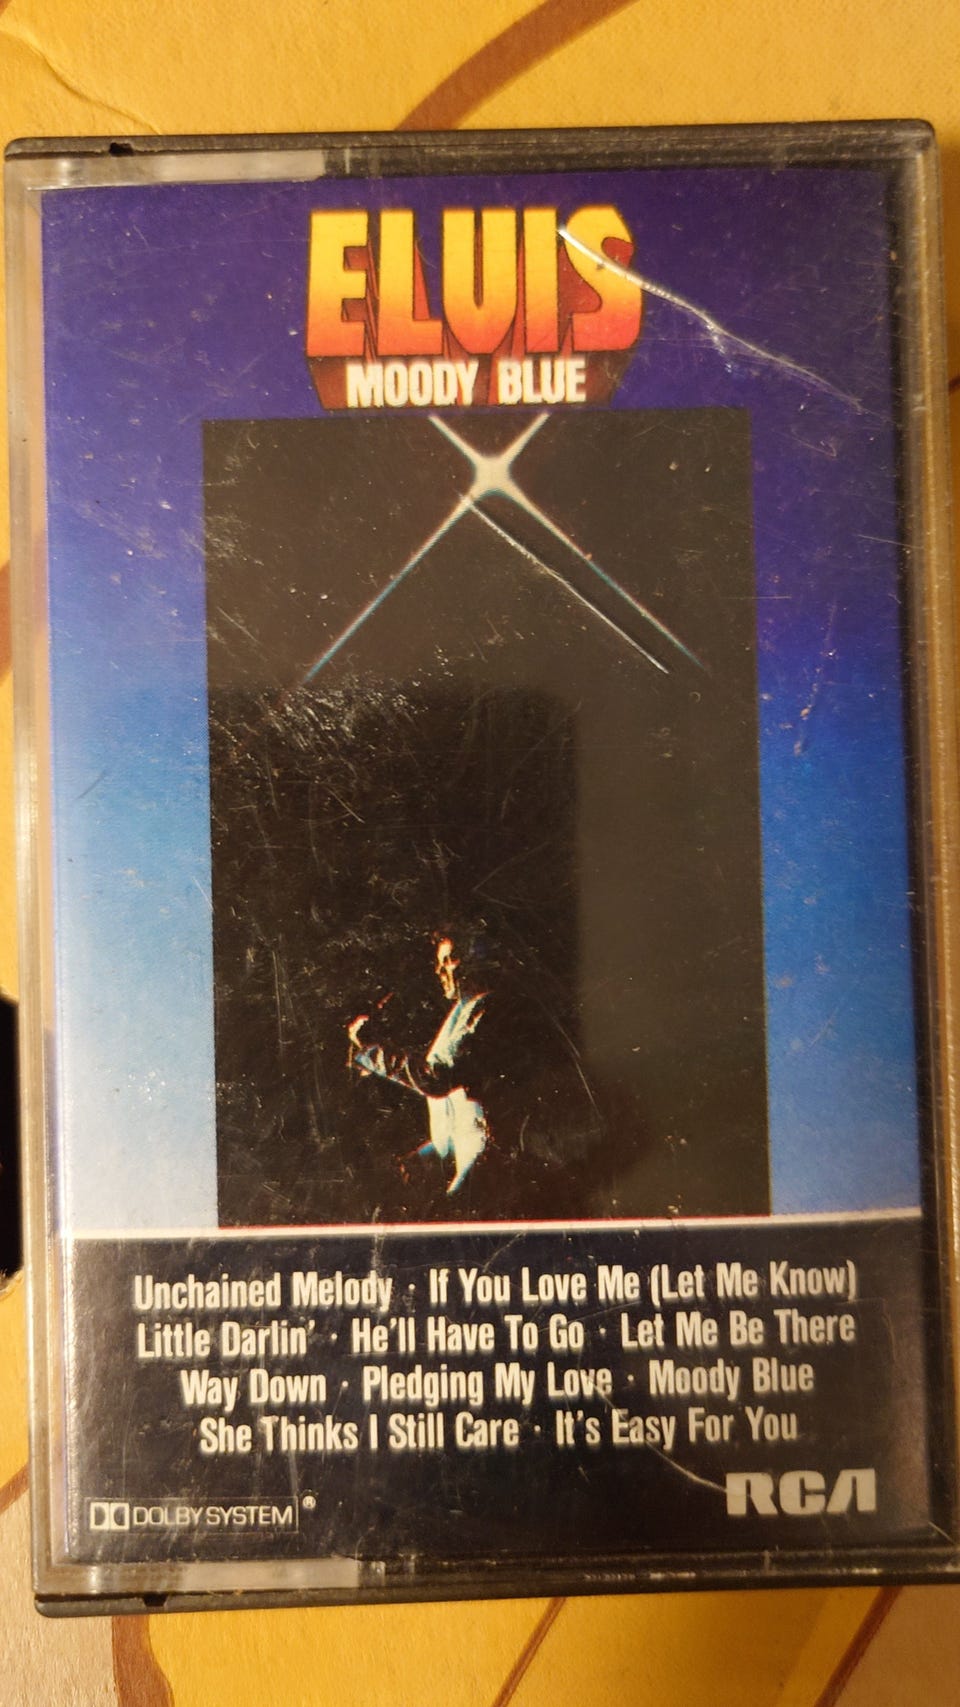 ELVIS
MOODY BLUE
Unchained Melody · If You Love Me (Let Me Know)
Little Darlin' · He'll Have To Go · Let Me Be There
Way Down · Pledging My Love · Moody Blue
She Thinks I Still Care · It's Easy For You
RCA
DOLBY SYSTEM ®